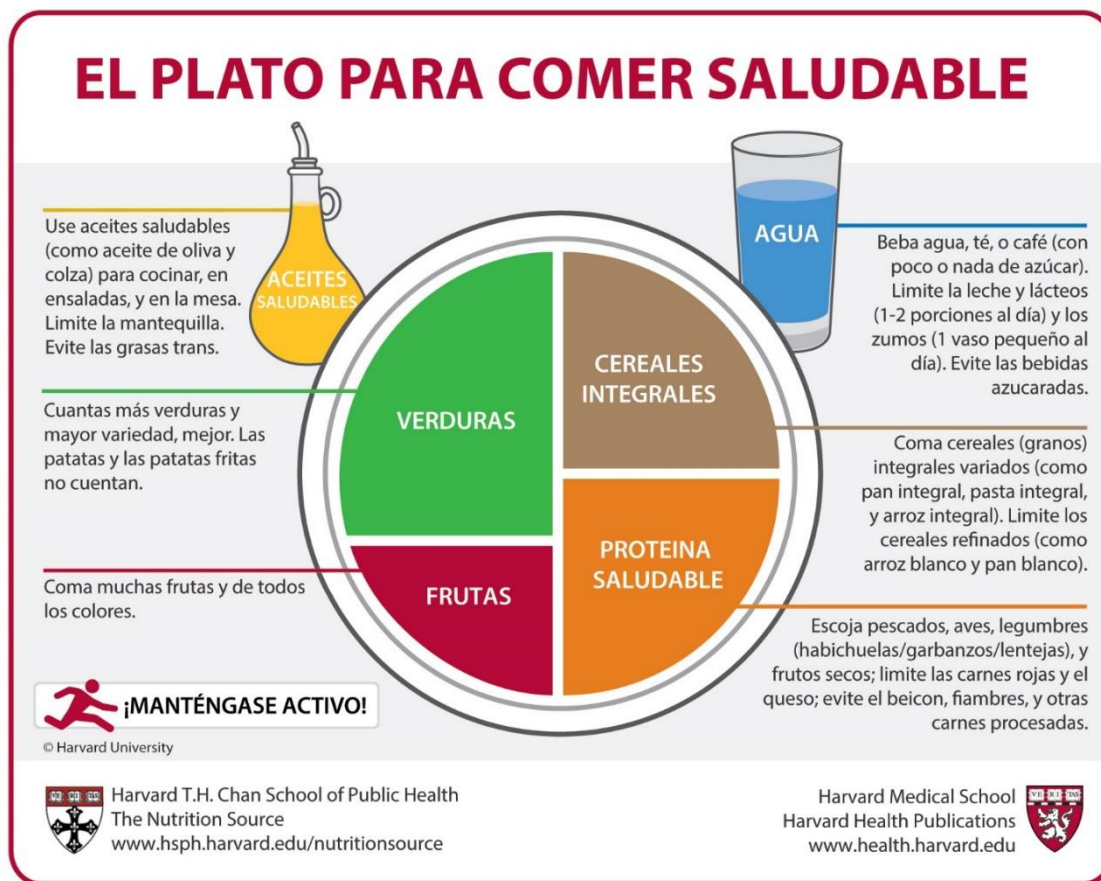 EL PLATO PARA COMER SALUDABLE
Use aceites saludables
(como aceite de oliva y
colza) para cocinar, en
ensaladas, y en la mesa.
Limite la mantequilla.
Evite las grasas trans.
ACEITES
SALUDABLES
AGUA
Beba agua, té, o café (con
poco o nada de azúcar).
Limite la leche y lácteos
(1-2 porciones al día) y los
zumos (1 vaso pequeño al
día). Evite las bebidas
azucaradas.
Cuantas más verduras y
mayor variedad, mejor. Las
patatas y las patatas fritas
no cuentan.
VERDURAS
CEREALES
INTEGRALES
Coma cereales (granos)
integrales variados (como
pan integral, pasta integral,
y arroz integral). Limite los
cereales refinados (como
arroz blanco y pan blanco).
Coma muchas frutas y de todos
los colores.
FRUTAS
PROTEINA
SALUDABLE
Escoja pescados, aves, legumbres
(habichuelas/garbanzos/lentejas), y
frutos secos; limite las carnes rojas y el
queso; evite el beicon, fiambres, y otras
carnes procesadas.
¡MANTÉNGASE ACTIVO!
© Harvard University
Harvard T.H. Chan School of Public Health
The Nutrition Source
www.hsph.harvard.edu/nutritionsource
Harvard Medical School
Harvard Health Publications
www.health.harvard.edu
VE RI TAS